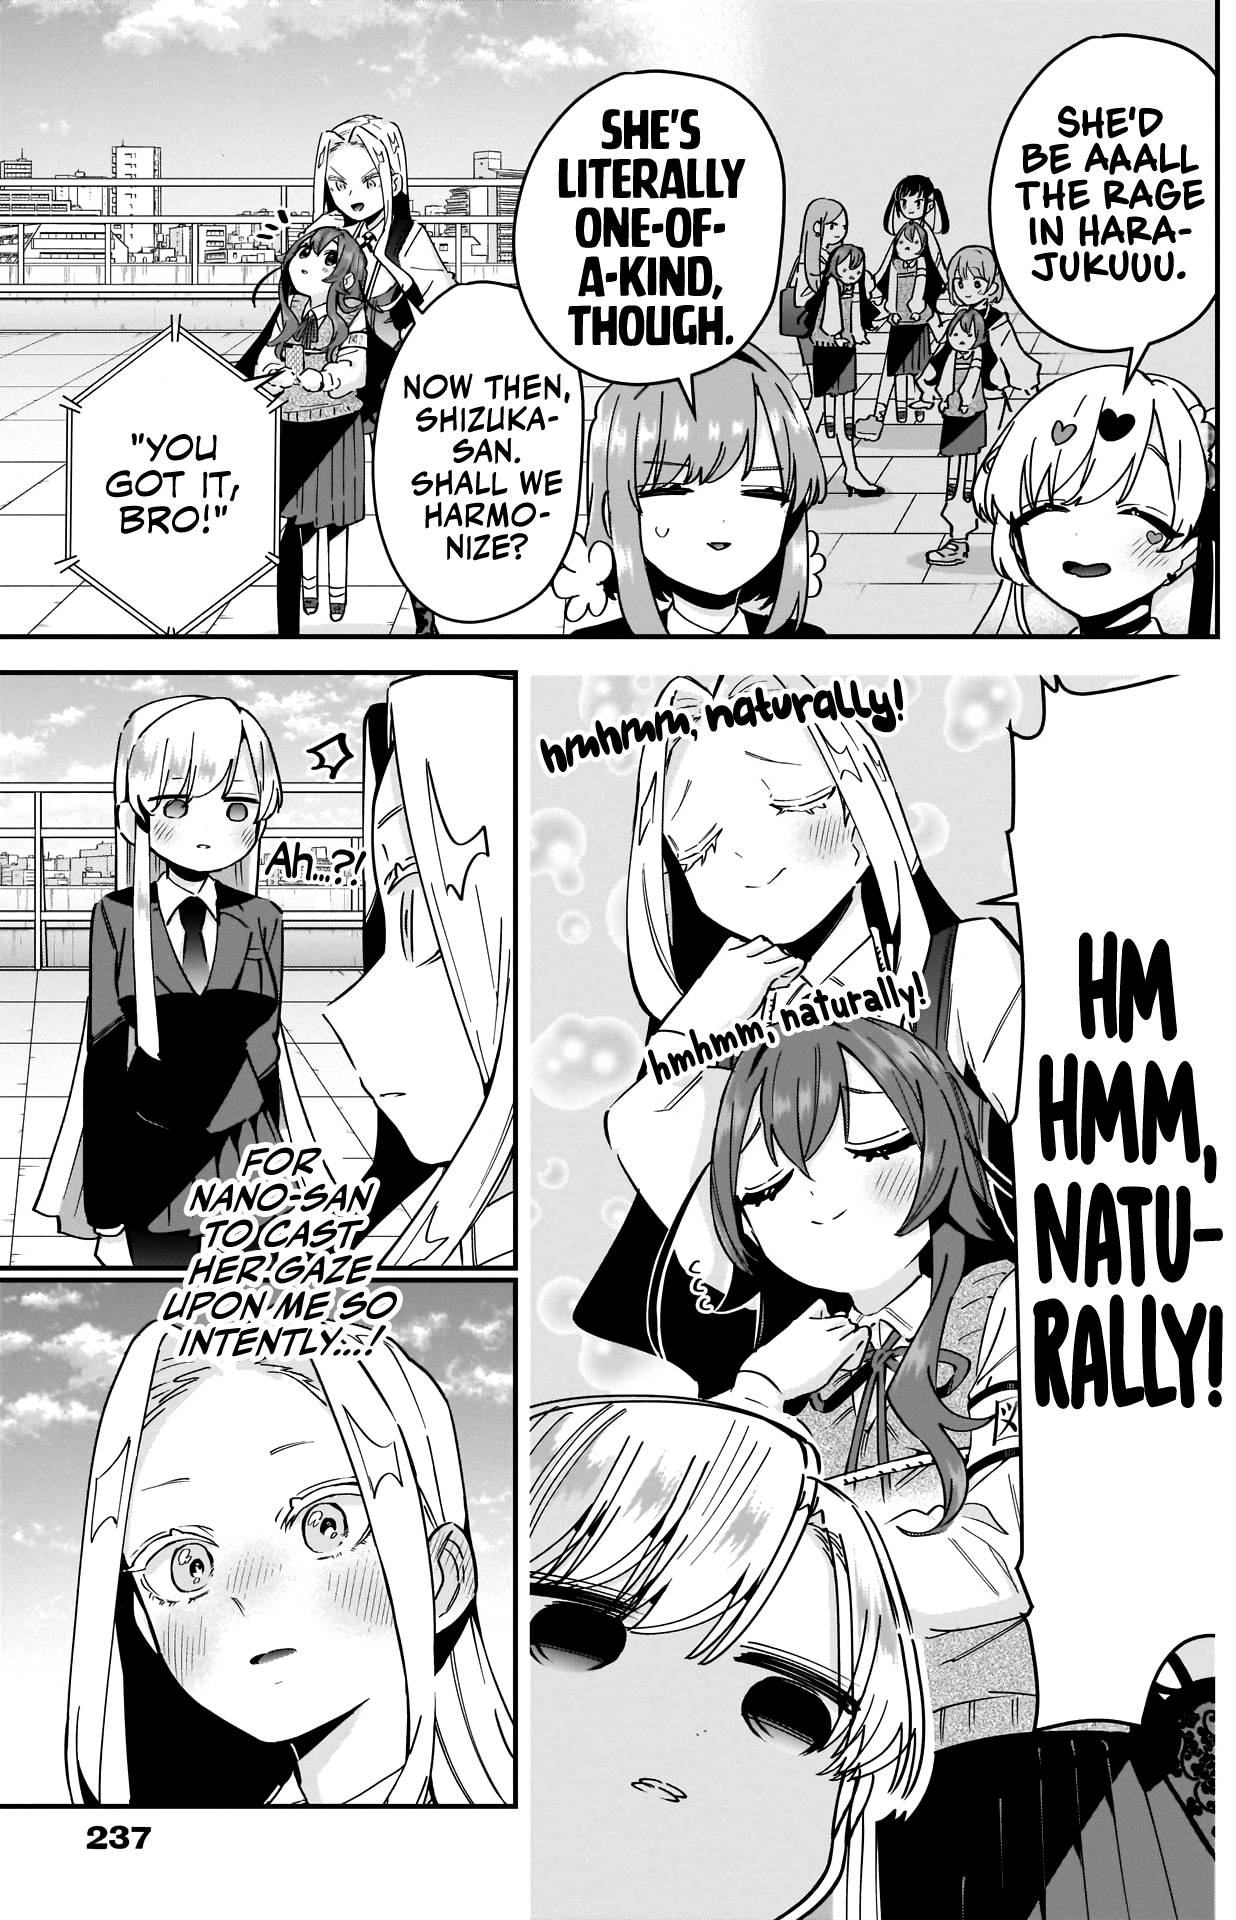 SHE'D
BE AAALL
THE RAGE
IN HARA-
JUKUUU.
SHE'S
LITERALLY
ONE-OF-
A-KIND,
THOUGH.
NOW THEN,
SHIZUKA-
SAN.
SHALL WE
HARMO-
NIZE?
"YOU
GOT IT,
BRO!"
HM
HMM,
NATU-
RALLY!
hmhmm, naturally!
hmhmm, naturally!
図
Ah...?!
FOR
NANO-SAN
TO CAST
HER GAZE
UPON ME SO
INTENTLY...!
237